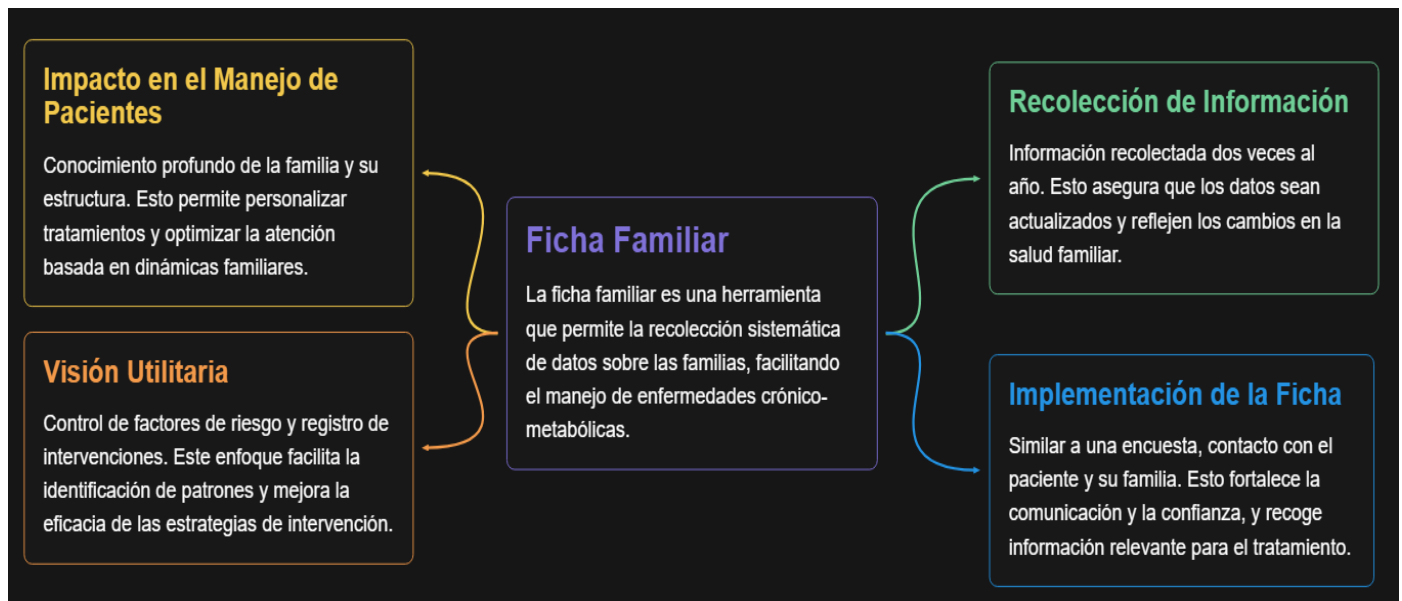 Impacto en el Manejo de
Pacientes
Conocimiento profundo de la familia y su
estructura. Esto permite personalizar
tratamientos y optimizar la atención
basada en dinámicas familiares.
Visión Utilitaria
Control de factores de riesgo y registro de
intervenciones. Este enfoque facilita la
identificación de patrones y mejora la
eficacia de las estrategias de intervención.
Ficha Familiar
La ficha familiar es una herramienta
que permite la recolección sistemática
de datos sobre las familias, facilitando
el manejo de enfermedades crónico-
metabólicas.
Recolección de Información
Información recolectada dos veces al
año. Esto asegura que los datos sean
actualizados y reflejen los cambios en la
salud familiar.
Implementación de la Ficha
Similar a una encuesta, contacto con el
paciente y su familia. Esto fortalece la
comunicación y la confianza, y recoge
información relevante para el tratamiento.